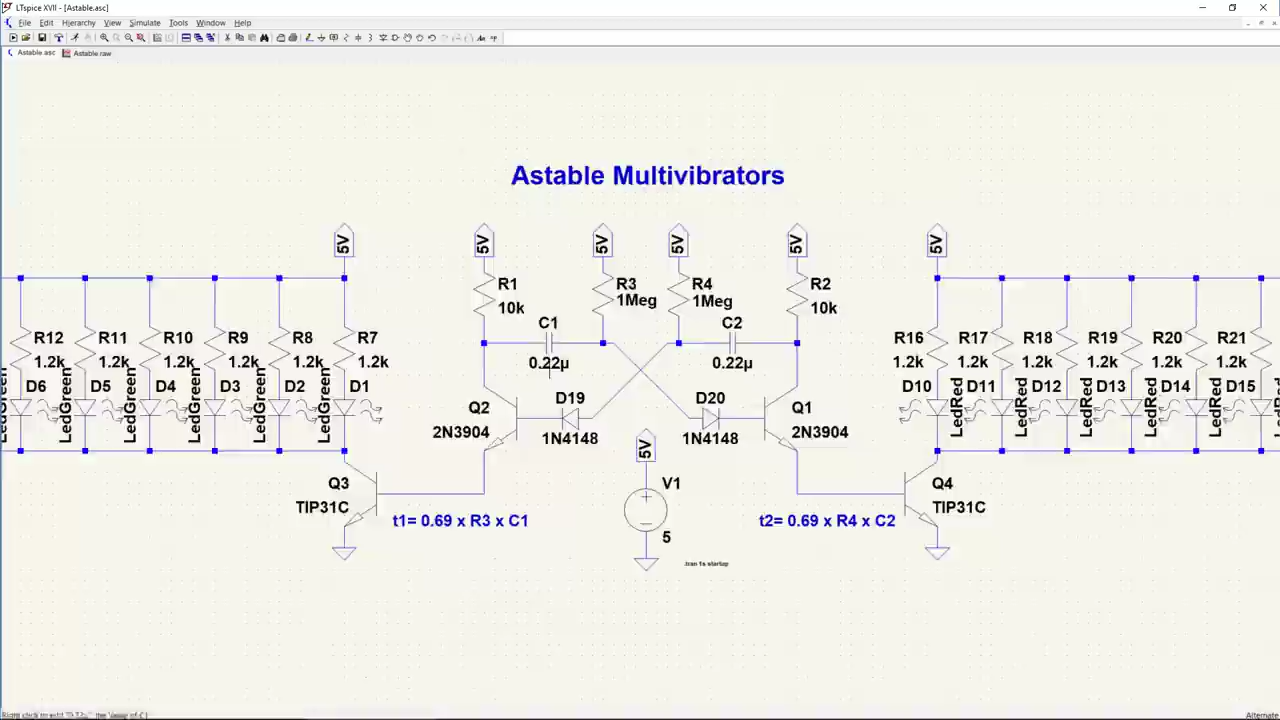 LTspice XVII - [Astable.asc]
File Edit Hierarchy View Simulate Tools Window Help
Astable.asc Astable.raw
Astable Multivibrators
5V 5V 5V 5V 5V 5V
R1 R3 R4 R2
10k 1Meg 1Meg 10k
C1 C2
0.22µ 0.22µ
R12 R11 R10 R9 R8 R7 R16 R17 R18 R19 R20 R21
1.2k 1.2k 1.2k 1.2k 1.2k 1.2k 1.2k 1.2k 1.2k 1.2k 1.2k 1.2k
D6 D5 D4 D3 D2 D1 D10 D11 D12 D13 D14 D15
LedGreen LedGreen LedGreen LedGreen LedGreen LedRed LedRed LedRed LedRed LedRed
Q2 D19 D20 Q1
2N3904 1N4148 1N4148 2N3904
5V
Q3 V1 Q4
TIP31C TIP31C
t1= 0.69 x R3 x C1 t2= 0.69 x R4 x C2
5
.tran 1s startup
Alternate